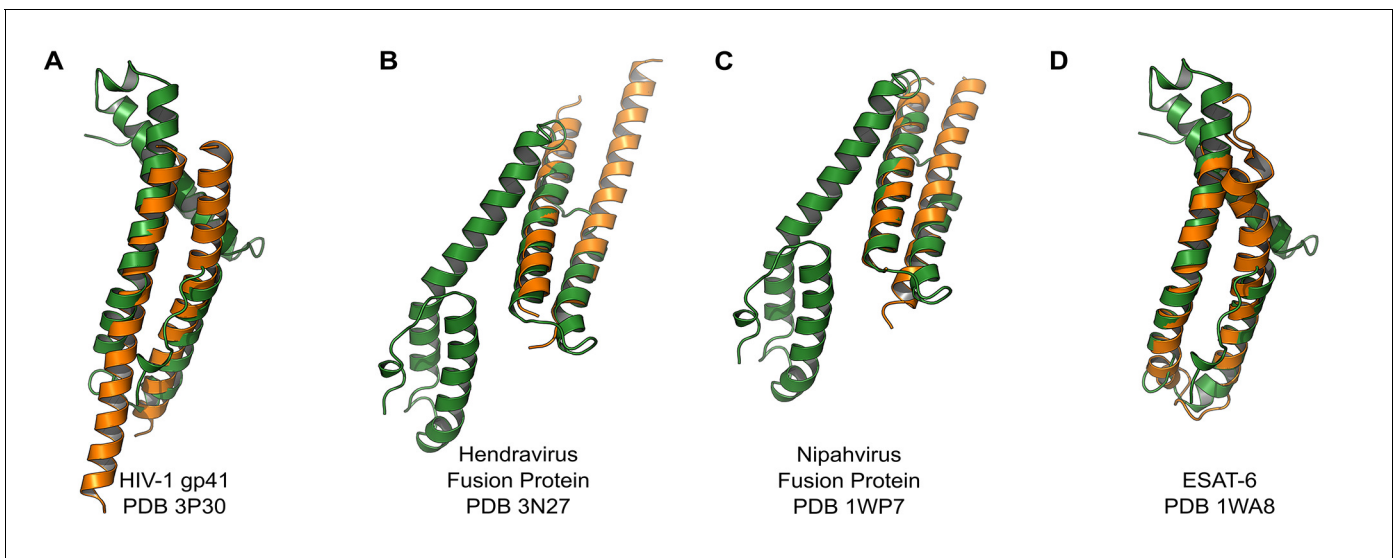 A
B
C
D
HIV-1 gp41
PDB 3P30
Hendravirus
Fusion Protein
PDB 3N27
Nipahvirus
Fusion Protein
PDB 1WP7
ESAT-6
PDB 1WA8